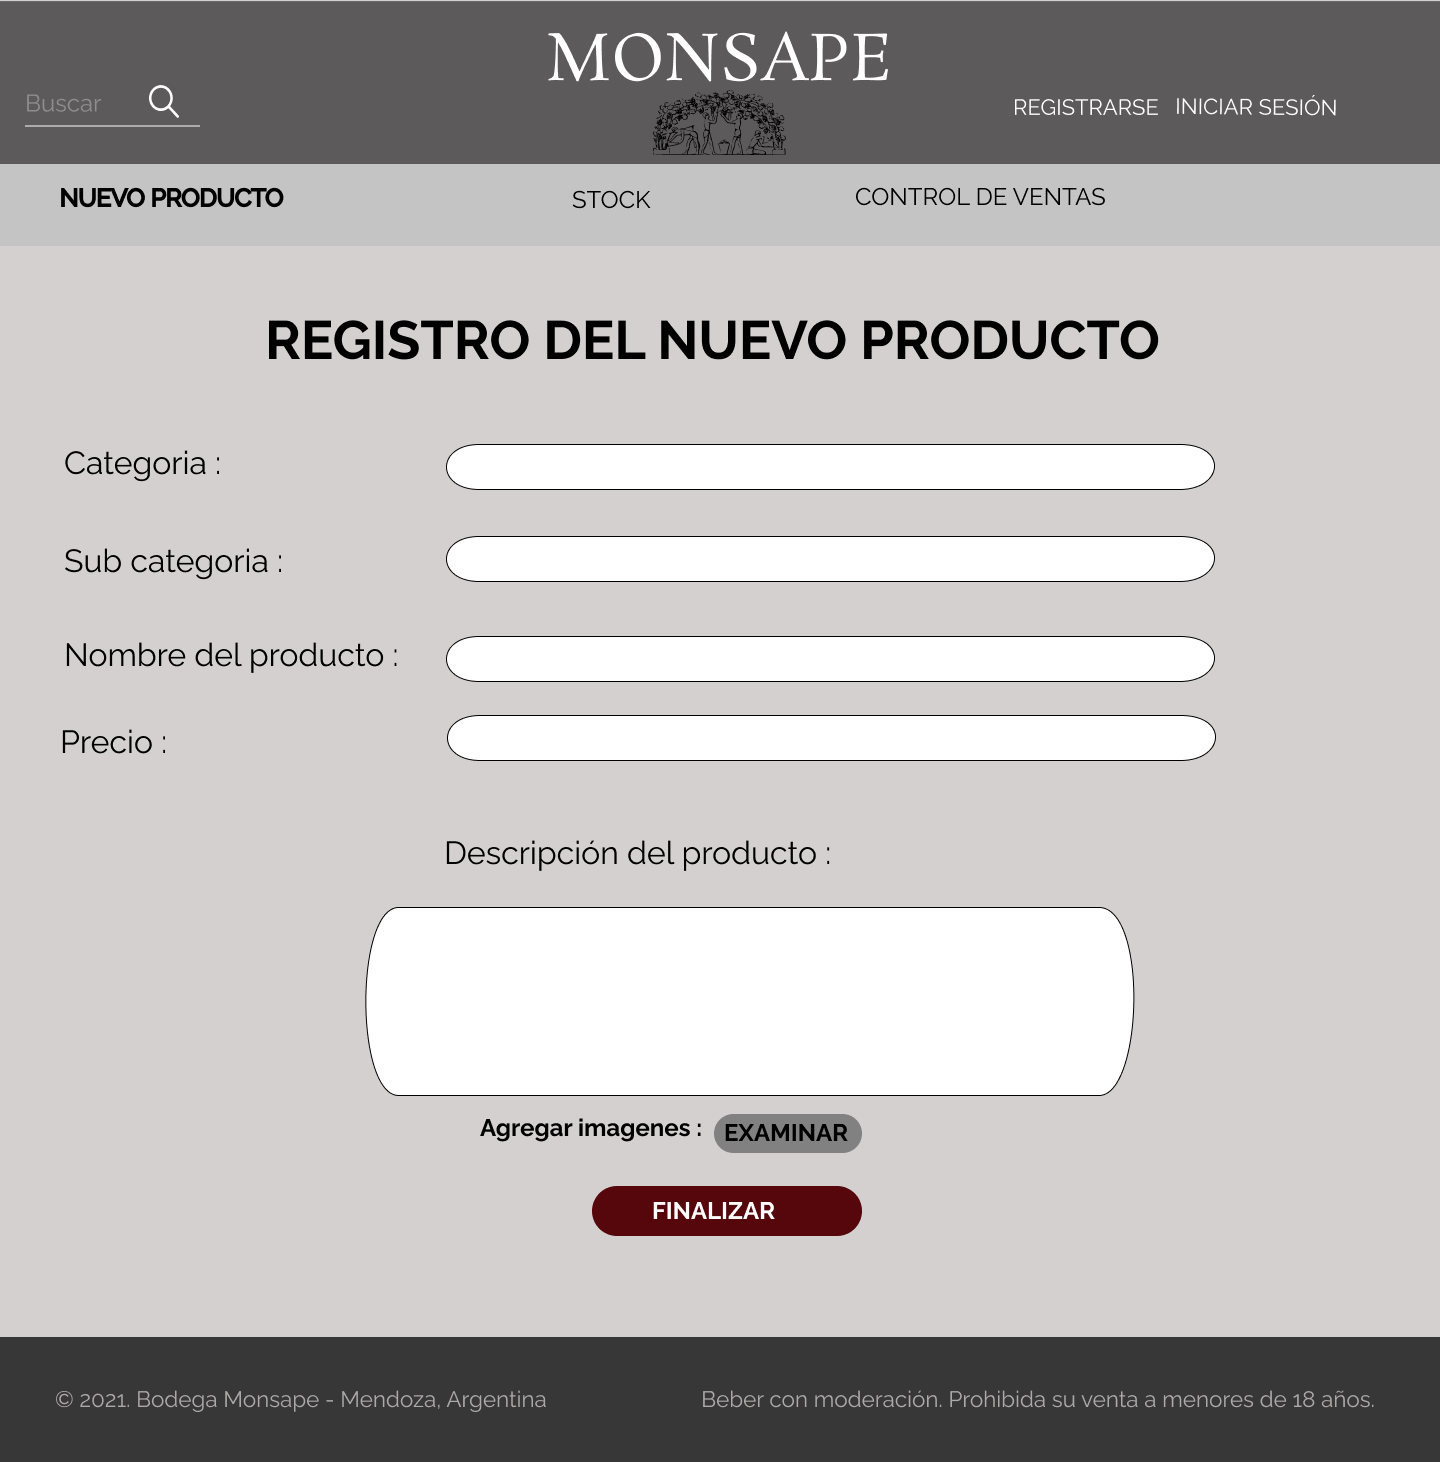 MONSAPE
Buscar
REGISTRARSE INICIAR SESIÓN
NUEVO PRODUCTO
STOCK
CONTROL DE VENTAS
REGISTRO DEL NUEVO PRODUCTO
Categoria :
Sub categoria :
Nombre del producto :
Precio :
Descripción del producto :
Agregar imagenes :
EXAMINAR
FINALIZAR
© 2021. Bodega Monsape - Mendoza, Argentina
Beber con moderación. Prohibida su venta a menores de 18 años.